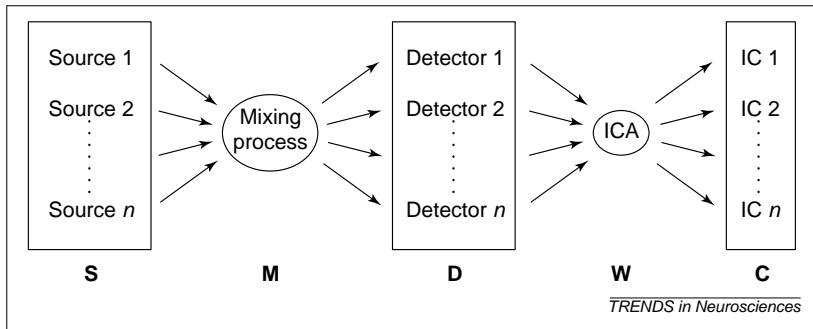 Source 1
Source 2
Source n
Mixing
process
Detector 1
Detector 2
Detector n
ICA
IC 1
IC 2
IC n
S M D W C
TRENDS in Neurosciences